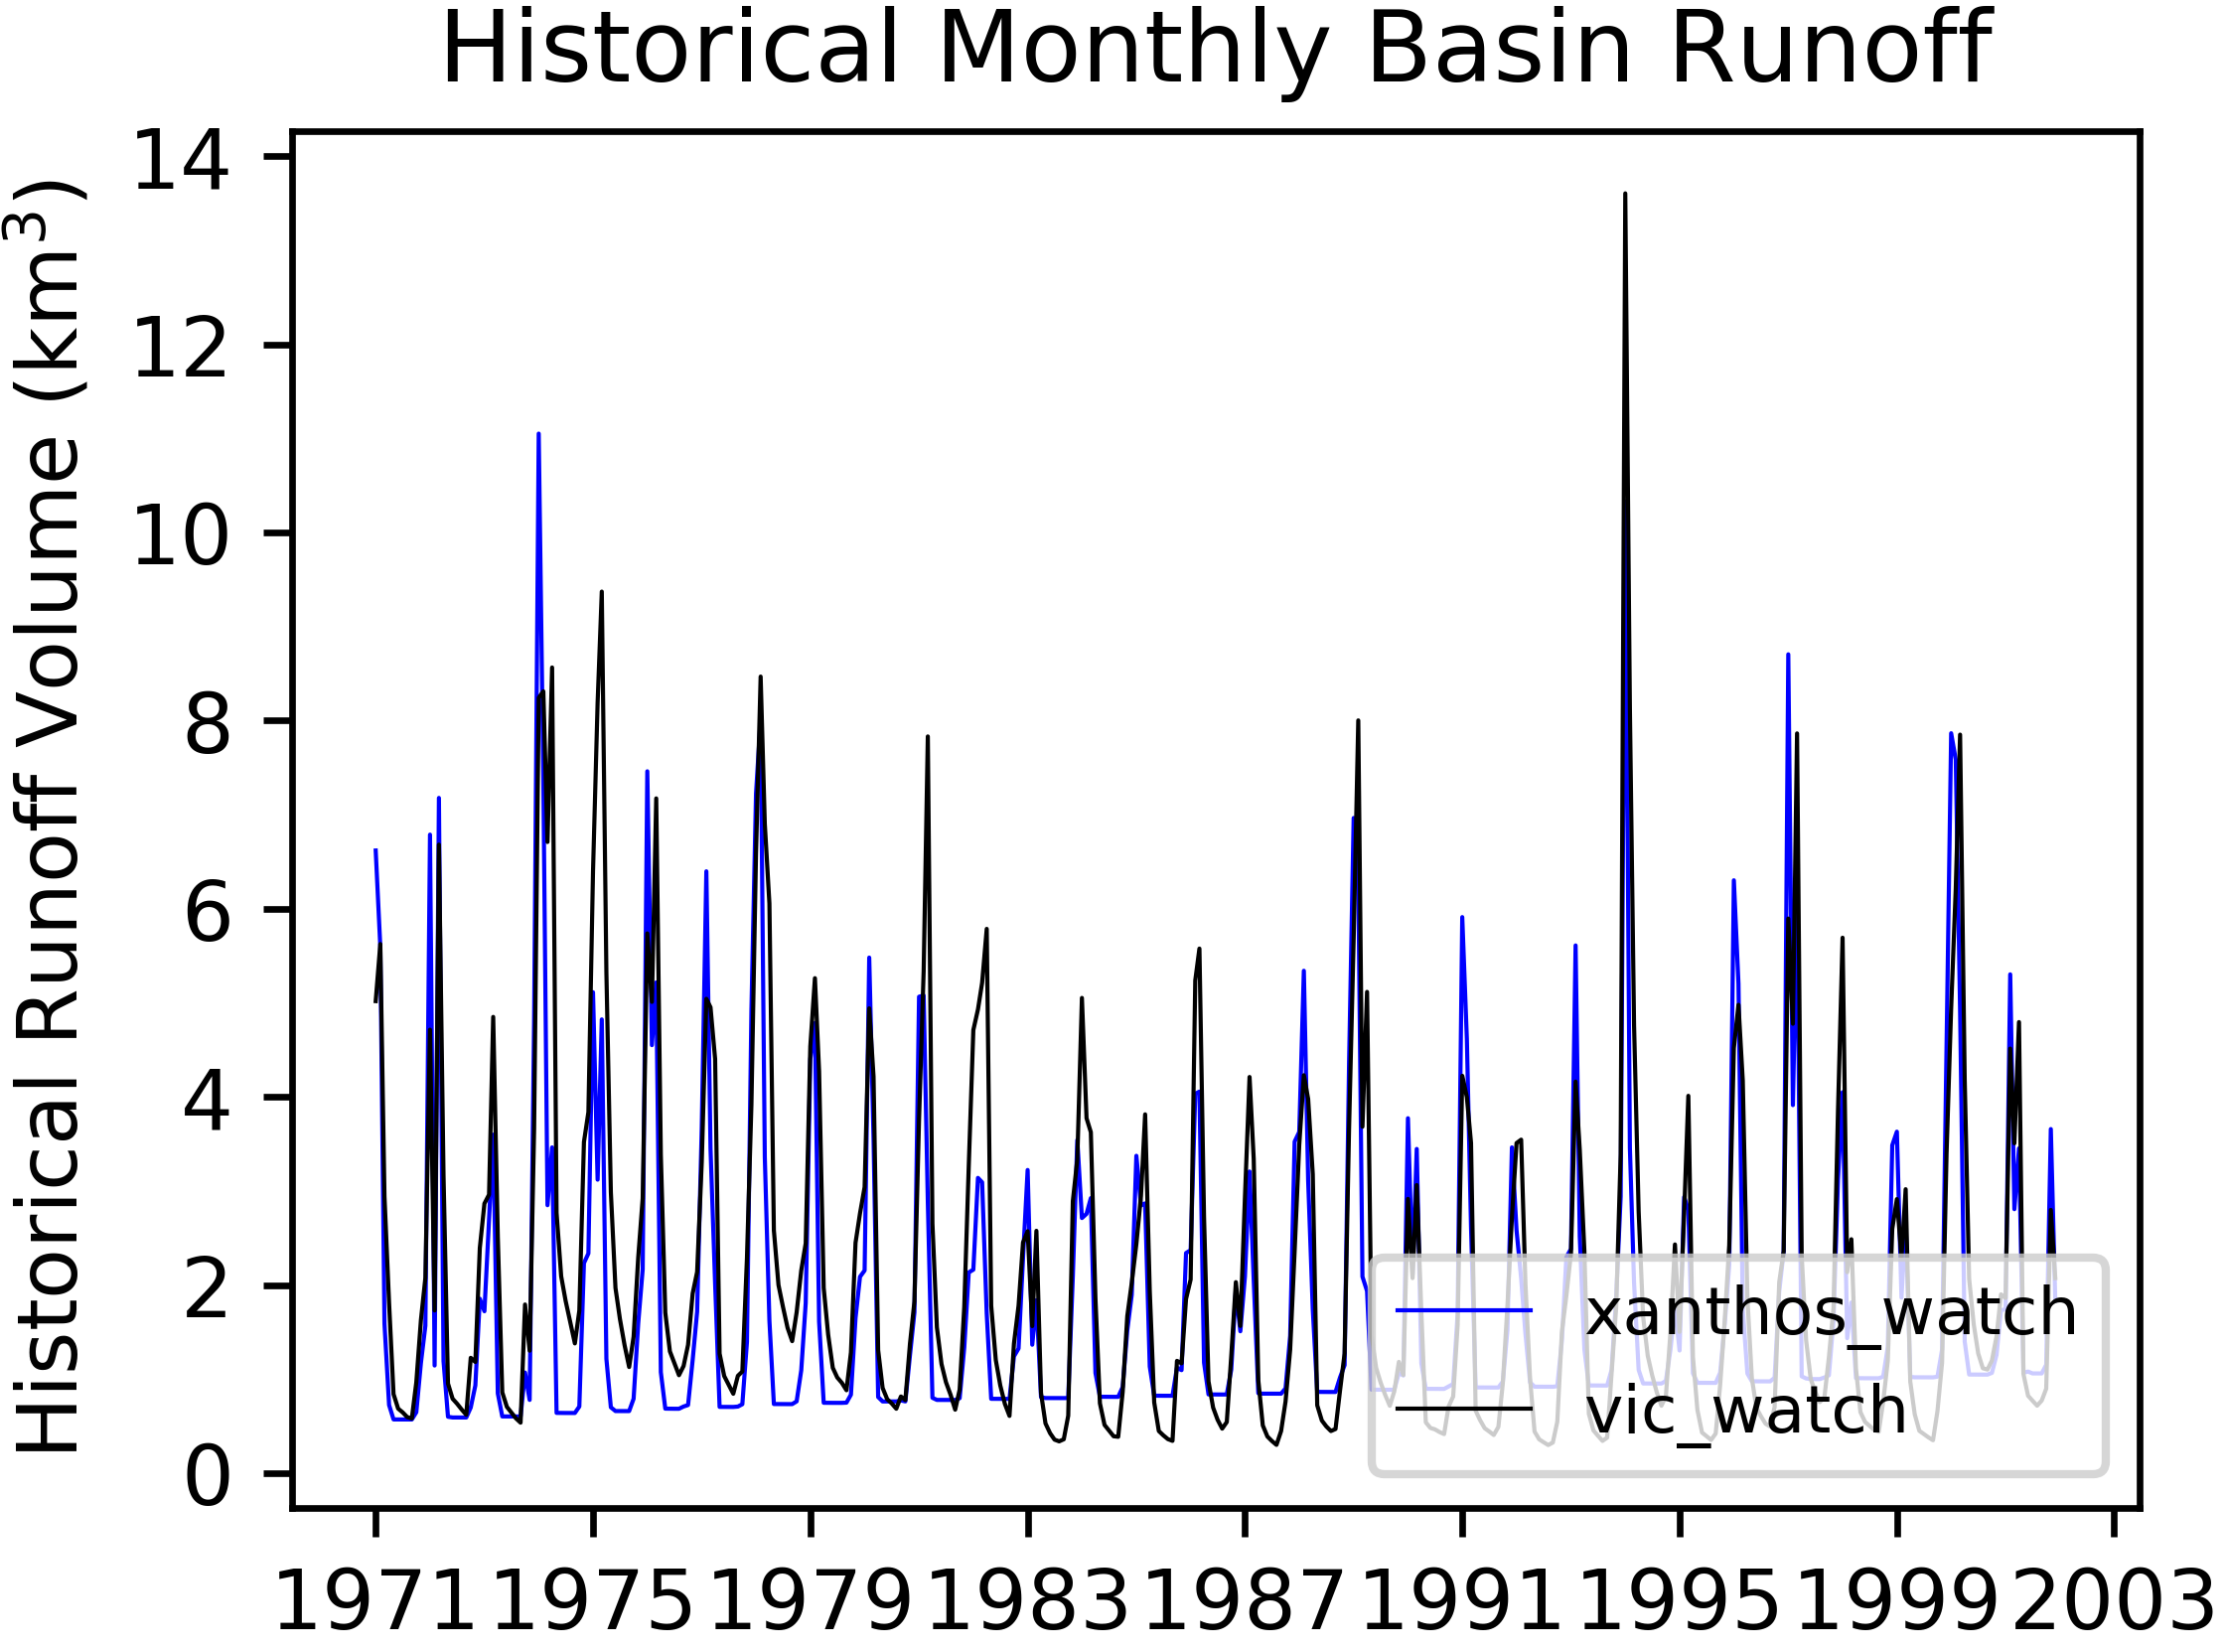 Historical Monthly Basin Runoff
Historical Runoff Volume (km³)
14
12
10
8
6
4
2
0
xanthos_watch
vic_watch
1971 1975 1979 1983 1987 1991 1995 1999 2003